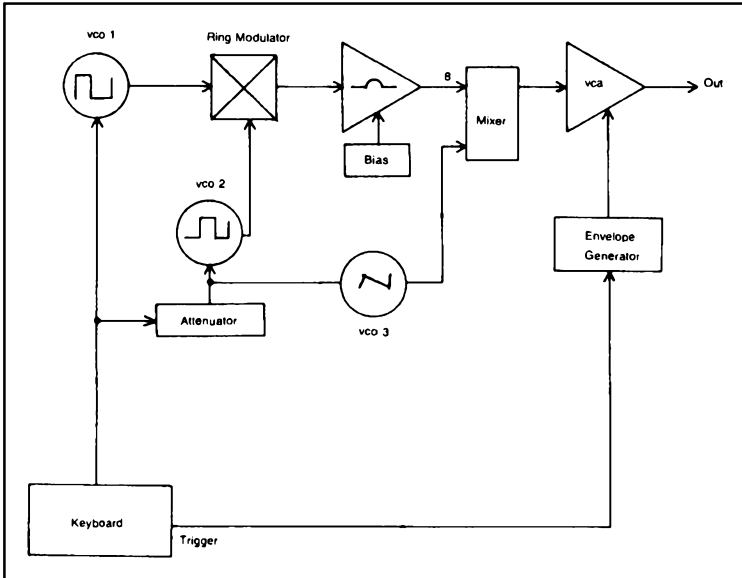 vco 1
Ring Modulator
8
vca
Out
Mixer
Bias
vco 2
Envelope
Generator
Attenuator
vco 3
Keyboard
Trigger